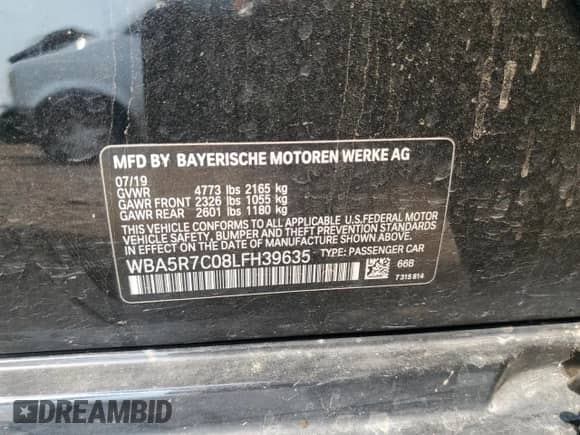 MFD BY BAYERISCHE MOTOREN WERKE AG
07/19
GVWR 4773 lbs 2165 kg
GAWR FRONT 2326 lbs 1055 kg
GAWR REAR 2601 lbs 1180 kg
THIS VEHICLE CONFORMS TO ALL APPLICABLE U.S.FEDERAL MOTOR
VEHICLE SAFETY, BUMPER, AND THEFT PREVENTION STANDARDS
IN EFFECT ON THE DATE OF MANUFACTURE SHOWN ABOVE.
WBA5R7C08LFH39635 TYPE: PASSENGER CAR
668
7 315 814
DREAMBID